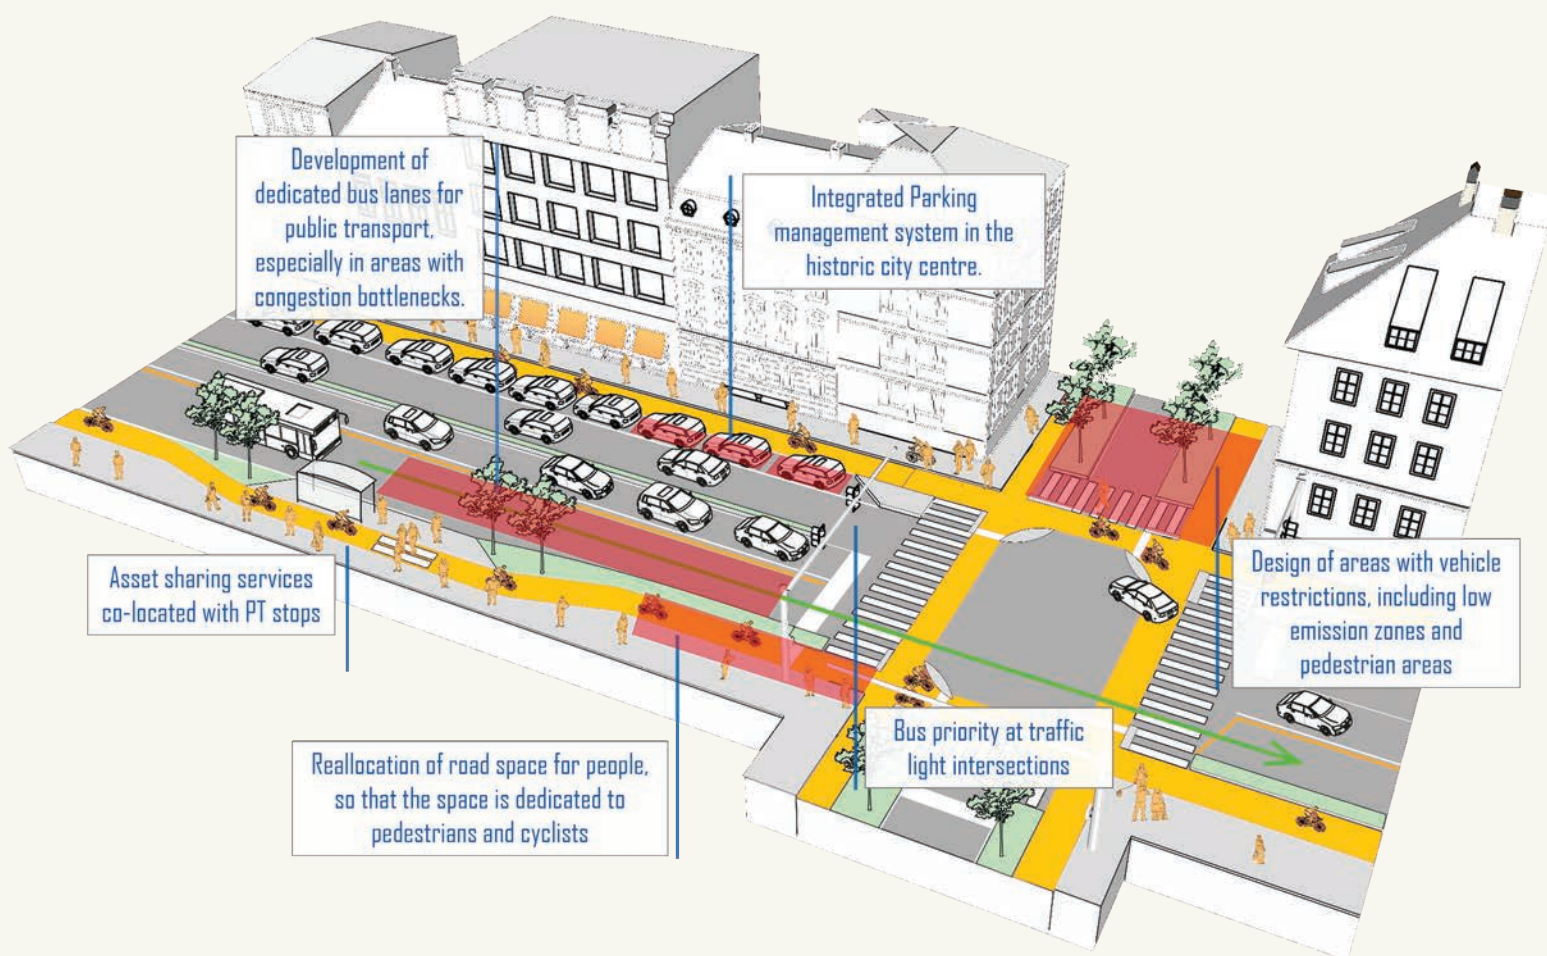 Development of
dedicated bus lanes for
public transport,
especially in areas with
congestion bottlenecks.
Integrated Parking
management system in the
historic city centre.
Asset sharing services
co-located with PT stops
Design of areas with vehicle
restrictions, including low
emission zones and
pedestrian areas
Bus priority at traffic
light intersections
Reallocation of road space for people,
so that the space is dedicated to
pedestrians and cyclists